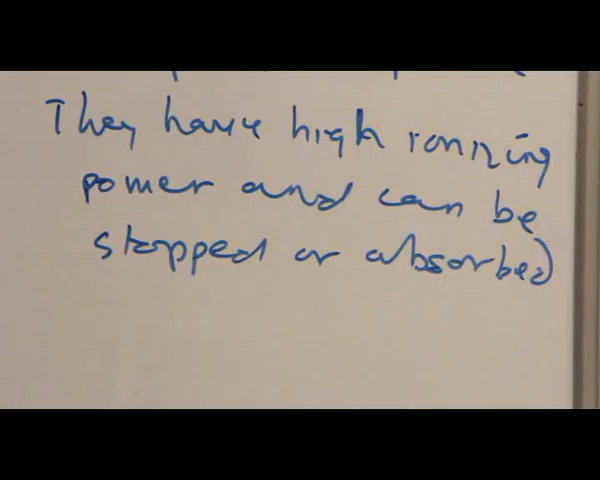 They have high ionizing
power and can be
stopped or absorbed